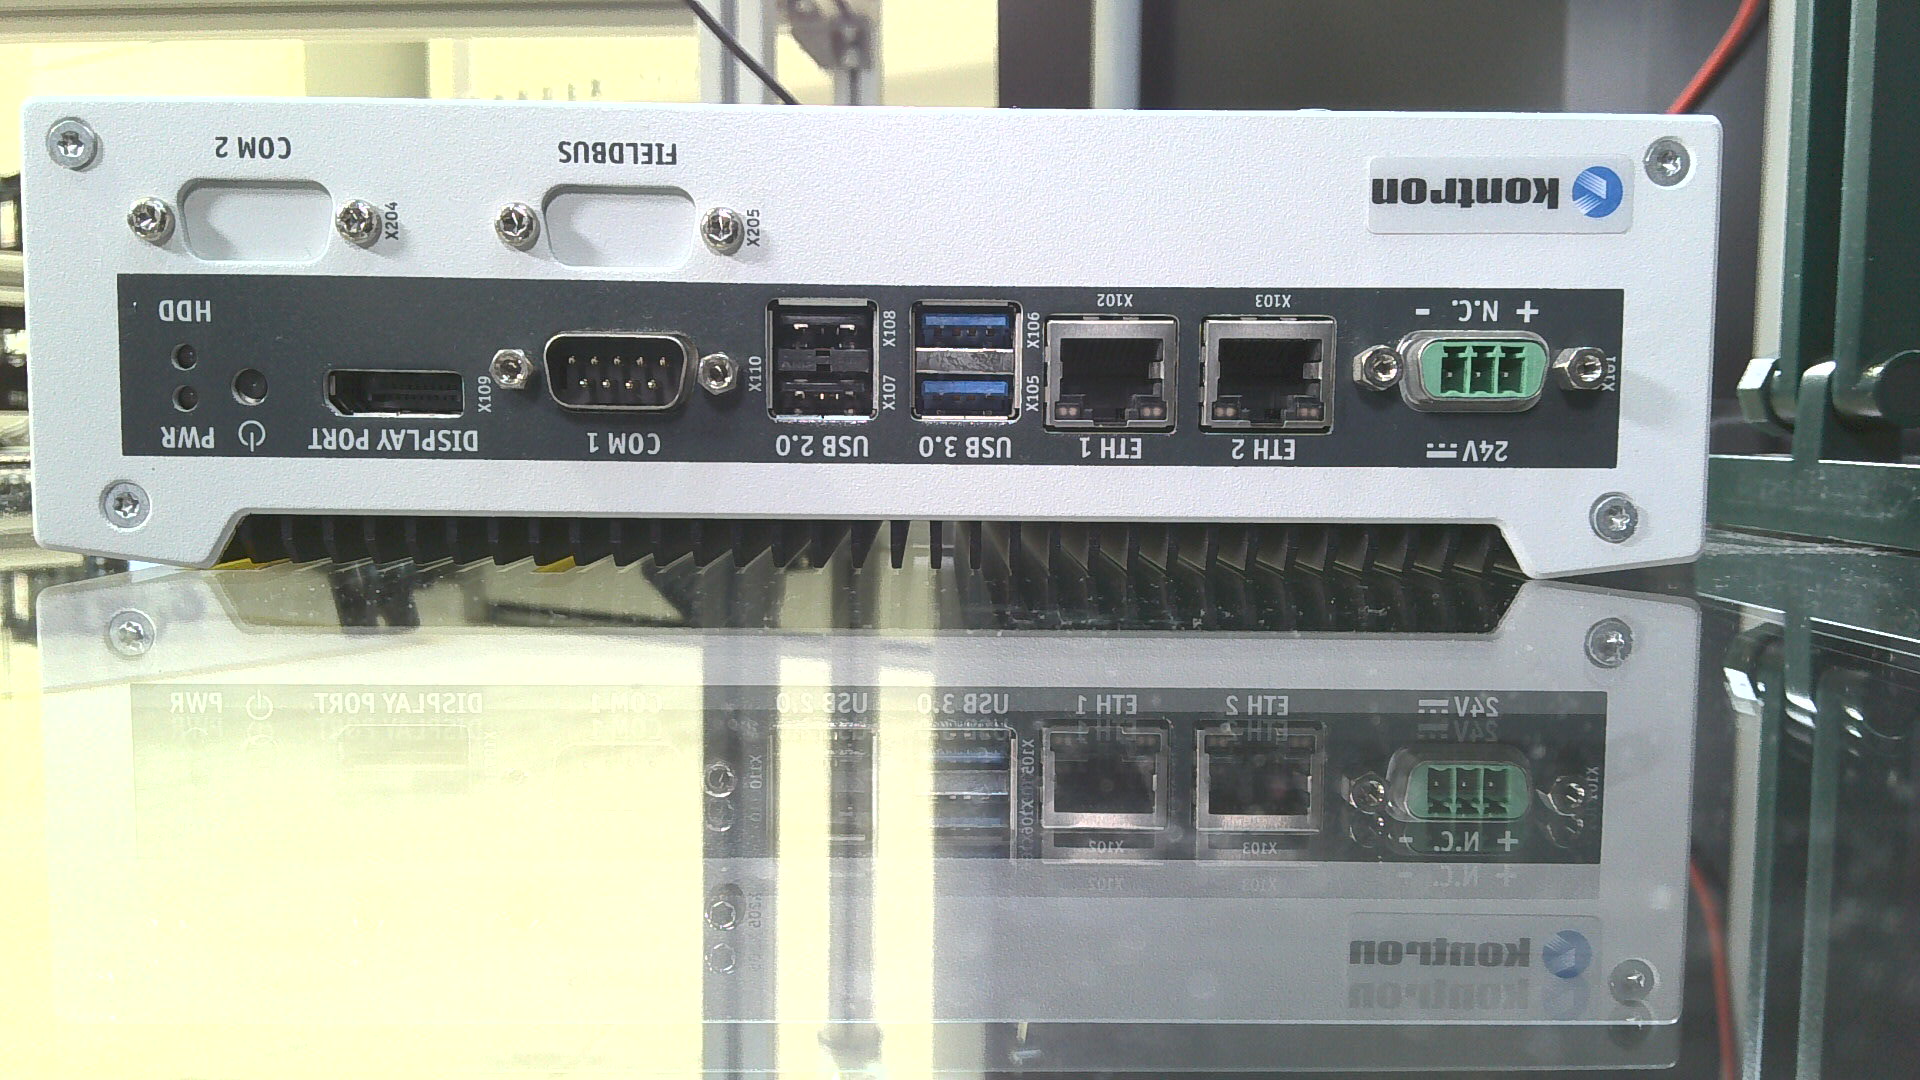 24V
ETH 2
ETH 1
USB 3.0
USB 2.0
COM 1
DISPLAY PORT
PWR
X101
X105
X107
X110
X109
X106
X108
+ N.C. -
X103
X102
HDD
kontron
X205
X204
FIELDBUS
COM 2